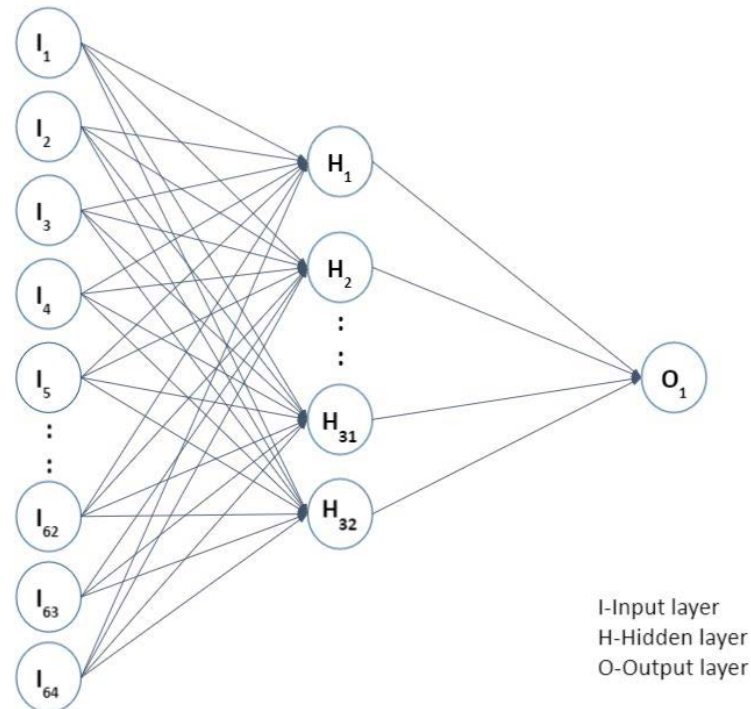 I1
I2
I3
I4
I5
:
:
I62
I63
I64
H1
H2
:
:
H31
H32
O1
I-Input layer
H-Hidden layer
O-Output layer